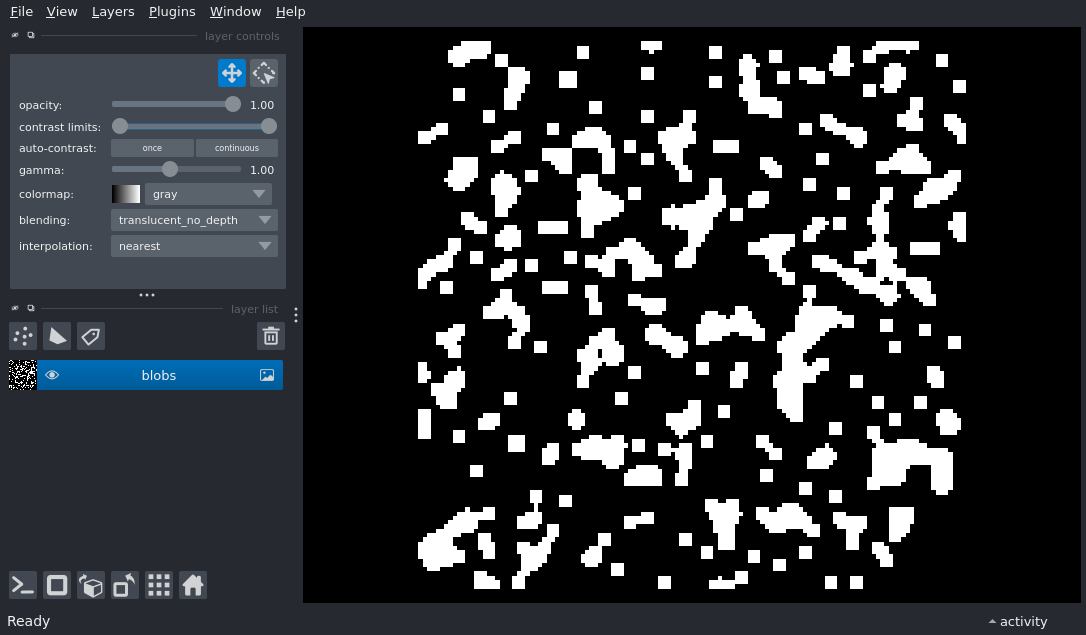 File View Layers Plugins Window Help
layer controls
opacity: 1.00
contrast limits:
auto-contrast: once continuous
gamma: 1.00
colormap: gray
blending: translucent_no_depth
interpolation: nearest
layer list
blobs
Ready
activity